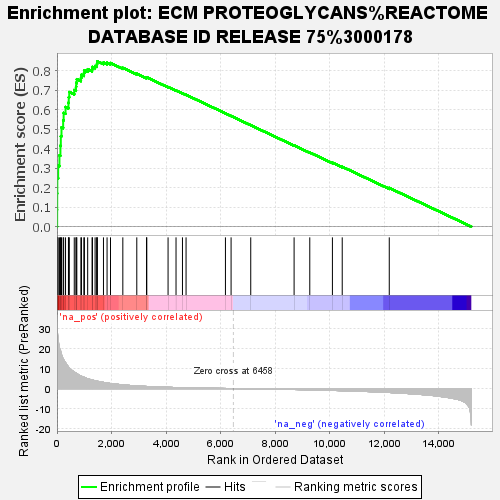 Enrichment plot: ECM PROTEOGLYCANS%REACTOME
DATABASE ID RELEASE 75%3000178
Enrichment score (ES)
0.8
0.7
0.6
0.5
0.4
0.3
0.2
0.1
0.0
'na_pos' (positively correlated)
Ranked list metric (PreRanked)
30
20
10
0
-10
-20
Zero cross at 6458
'na_neg' (negatively correlated)
0 2,000 4,000 6,000 8,000 10,000 12,000 14,000
Rank in Ordered Dataset
Enrichment profile Hits Ranking metric scores